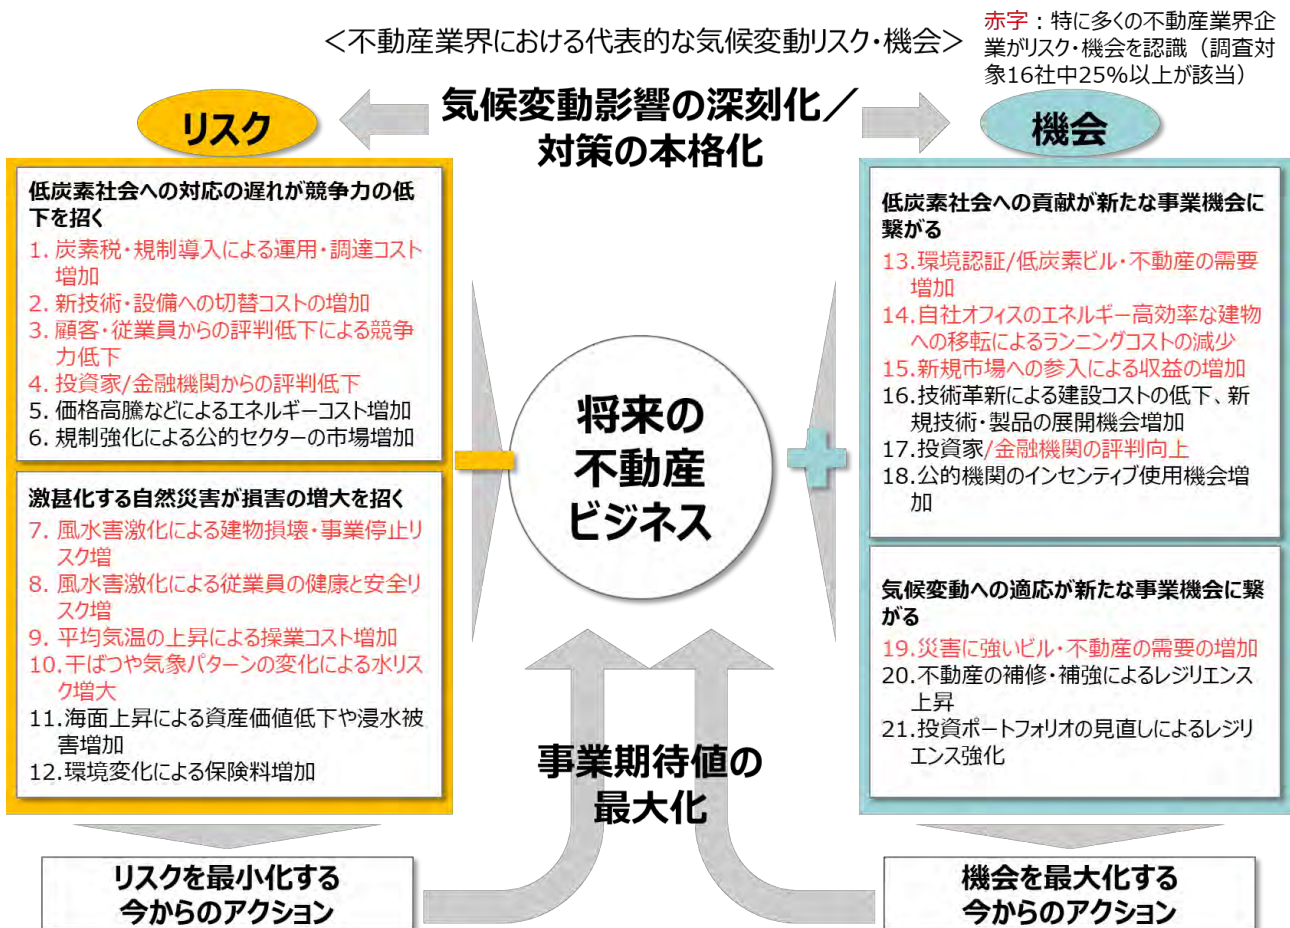 ＜不動産業界における代表的な気候変動リスク・機会＞
赤字：特に多くの不動産業界企
業がリスク・機会を認識（調査対
象16社中25%以上が該当）
リスク
気候変動影響の深刻化／
対策の本格化
機会
低炭素社会への対応の遅れが競争力の低
下を招く
1. 炭素税・規制導入による運用・調達コスト
増加
2. 新技術・設備への切替コストの増加
3. 顧客・従業員からの評判低下による競争
力低下
4. 投資家/金融機関からの評判低下
5. 価格高騰などによるエネルギーコスト増加
6. 規制強化による公的セクターの市場増加
激甚化する自然災害が損害の増大を招く
7. 風水害激化による建物損壊・事業停止リ
スク増
8. 風水害激化による従業員の健康と安全リ
スク増
9. 平均気温の上昇による操業コスト増加
10.干ばつや気象パターンの変化による水リス
ク増大
11.海面上昇による資産価値低下や浸水被
害増加
12.環境変化による保険料増加
将来の
不動産
ビジネス
低炭素社会への貢献が新たな事業機会に
繋がる
13.環境認証/低炭素ビル・不動産の需要
増加
14.自社オフィスのエネルギー高効率な建物
への移転によるランニングコストの減少
15.新規市場への参入による収益の増加
16.技術革新による建設コストの低下、新
規技術・製品の展開機会増加
17.投資家/金融機関の評判向上
18.公的機関のインセンティブ使用機会増
加
気候変動への適応が新たな事業機会に繋
がる
19.災害に強いビル・不動産の需要の増加
20.不動産の補修・補強によるレジリエンス
上昇
21.投資ポートフォリオの見直しによるレジリ
エンス強化
事業期待値の
最大化
リスクを最小化する
今からのアクション
機会を最大化する
今からのアクション